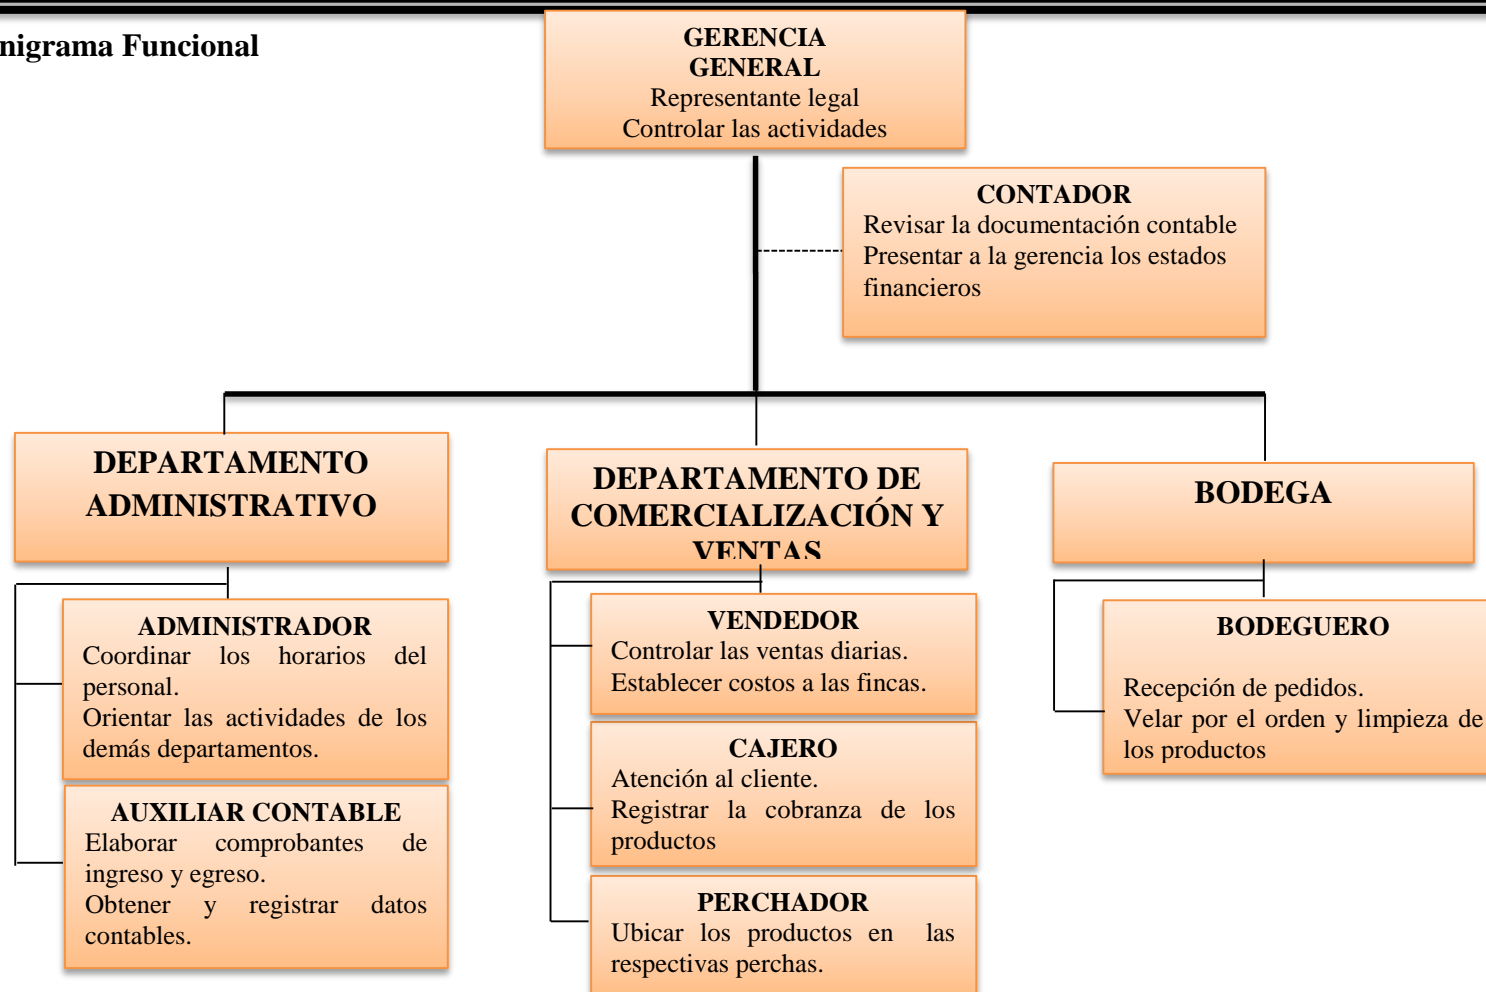 nigrama Funcional
GERENCIA
GENERAL
Representante legal
Controlar las actividades
CONTADOR
Revisar la documentación contable
Presentar a la gerencia los estados
financieros
DEPARTAMENTO
ADMINISTRATIVO
DEPARTAMENTO DE
COMERCIALIZACIÓN Y
VENTAS
BODEGA
ADMINISTRADOR
Coordinar los horarios del
personal.
Orientar las actividades de los
demás departamentos.
AUXILIAR CONTABLE
Elaborar comprobantes de
ingreso y egreso.
Obtener y registrar datos
contables.
VENDEDOR
Controlar las ventas diarias.
Establecer costos a las fincas.
CAJERO
Atención al cliente.
Registrar la cobranza de los
productos
PERCHADOR
Ubicar los productos en las
respectivas perchas.
BODEGUERO
Recepción de pedidos.
Velar por el orden y limpieza de
los productos